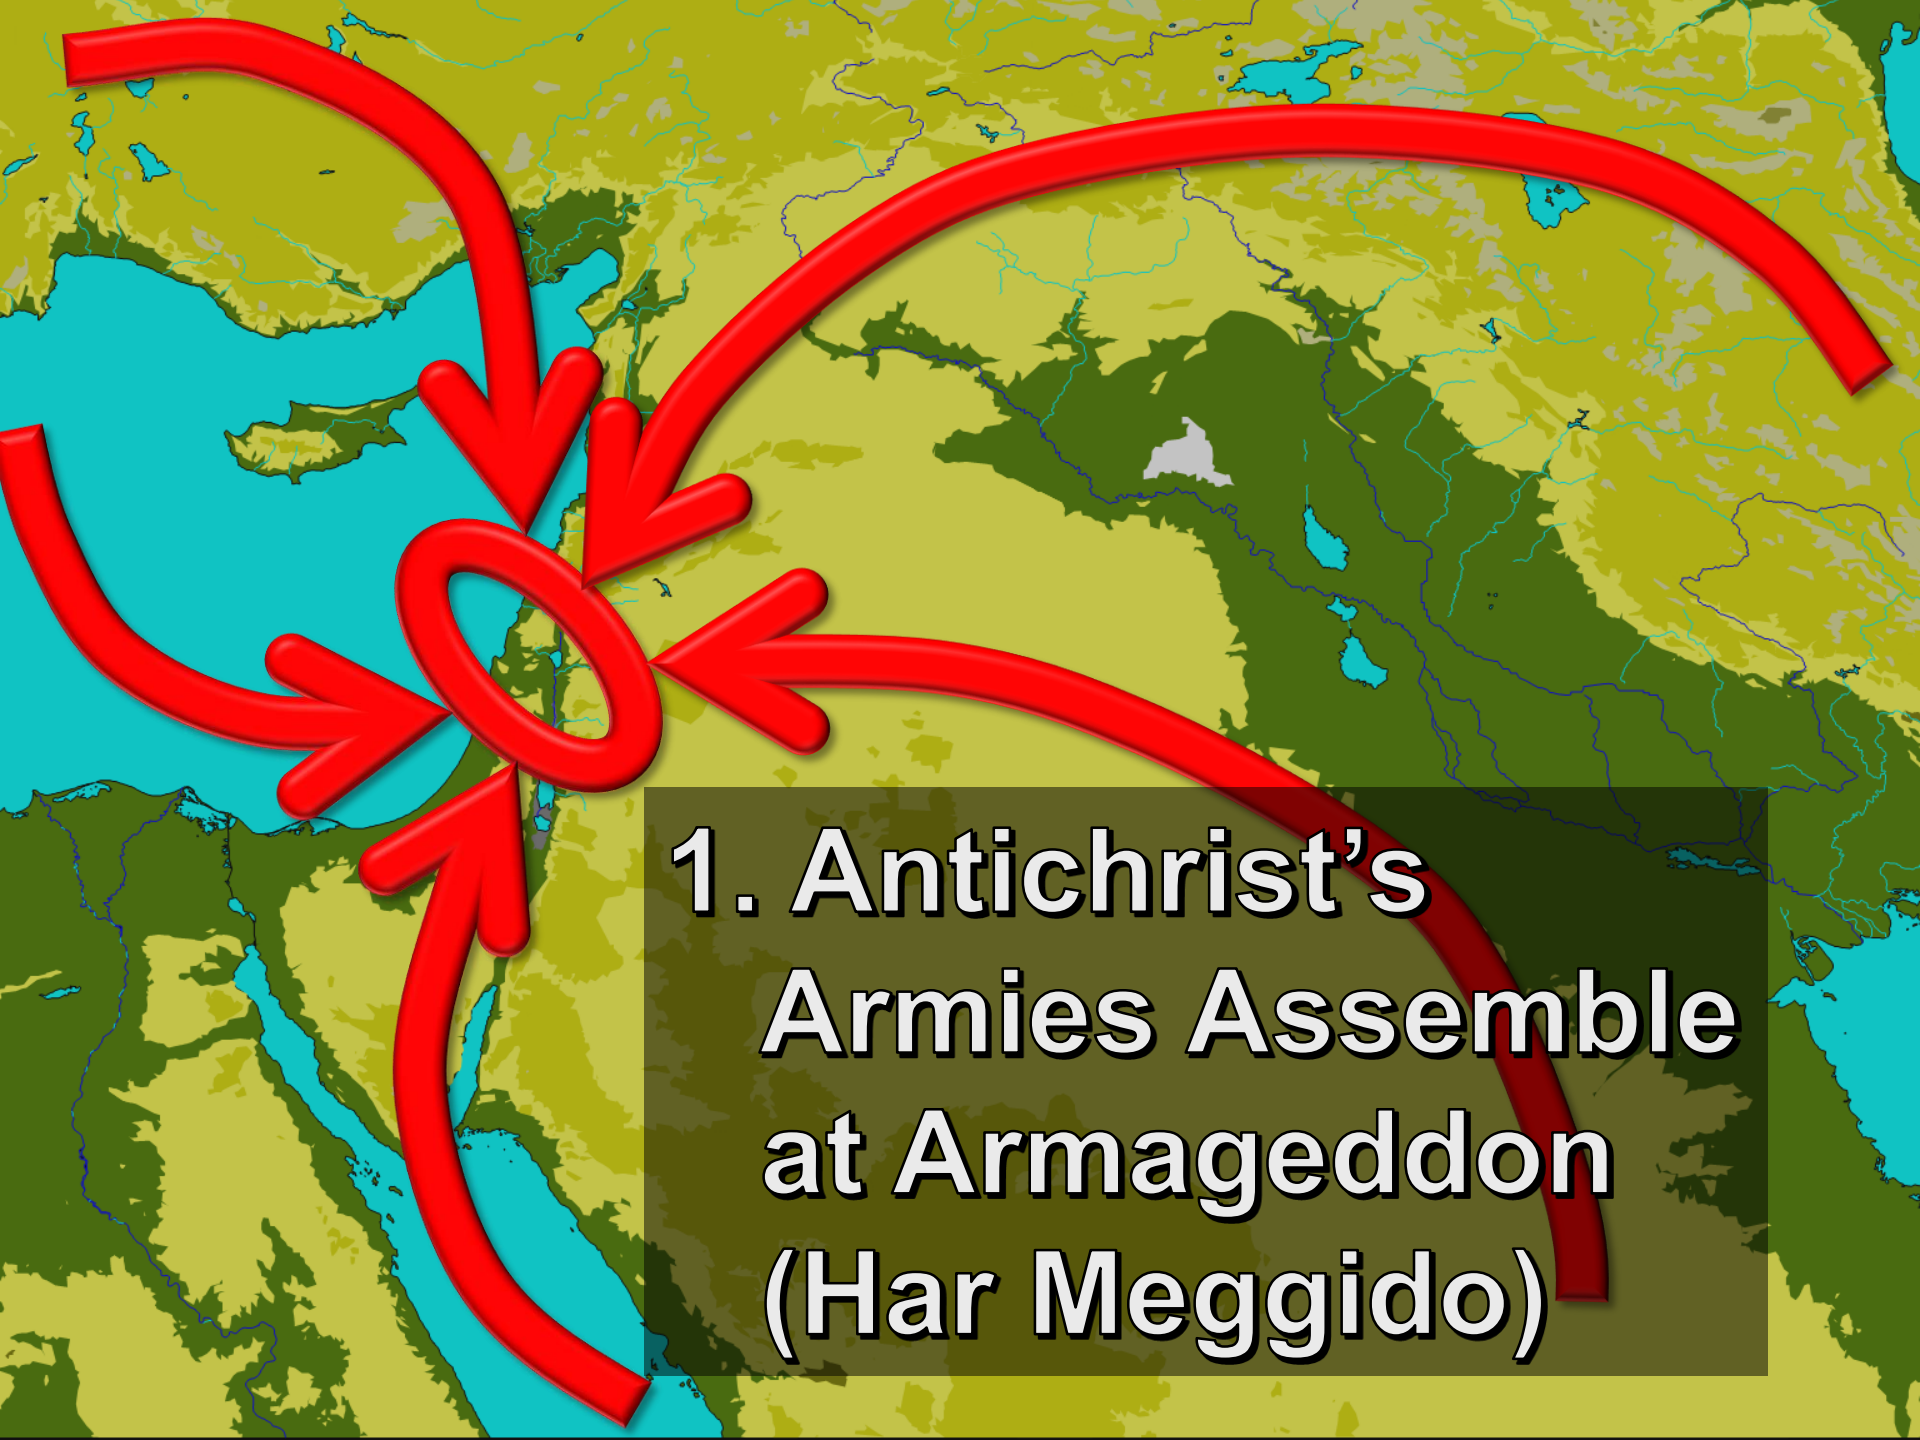 1. Antichrist’s
Armies Assemble
at Armageddon
(Har Meggido)